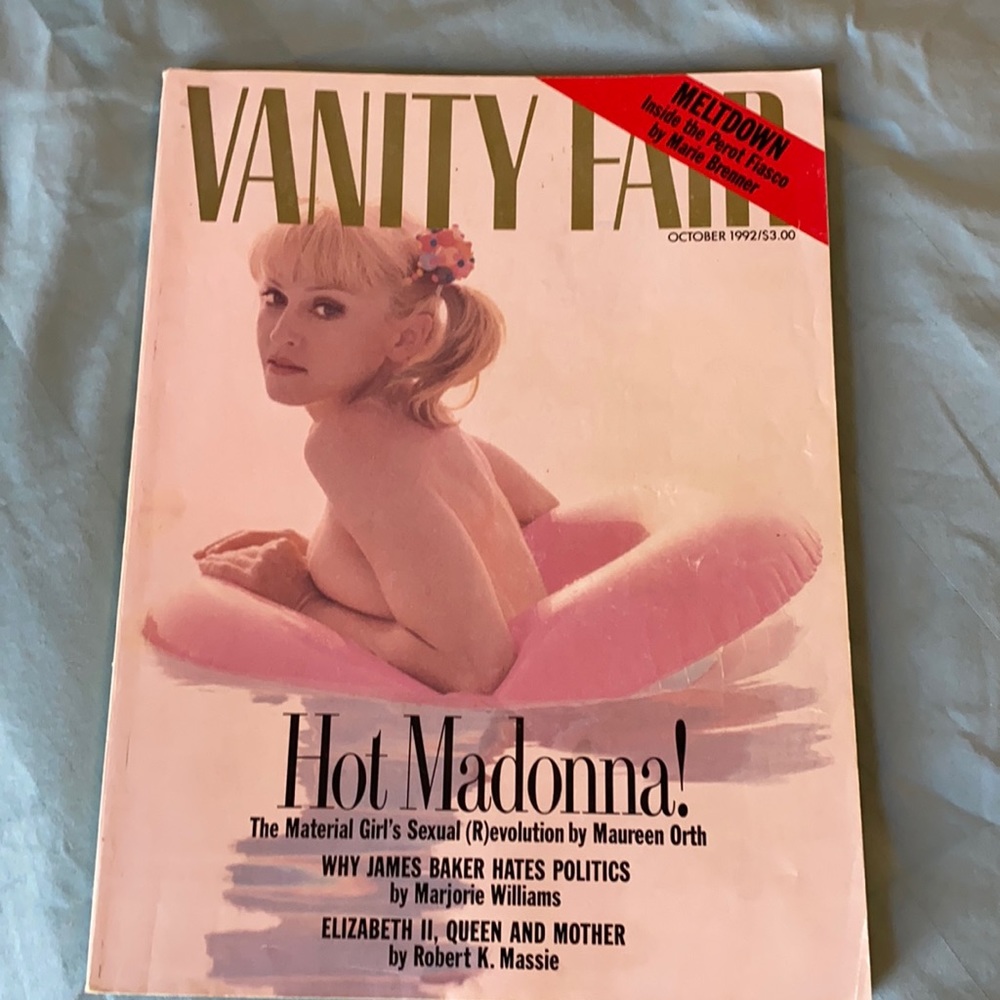 VANITY FAIR
MELTDOWN
Inside the Perot Fiasco
by Marie Brenner
OCTOBER 1992/$3.00
Hot Madonna!
The Material Girl's Sexual (R)evolution by Maureen Orth
WHY JAMES BAKER HATES POLITICS
by Marjorie Williams
ELIZABETH II, QUEEN AND MOTHER
by Robert K. Massie